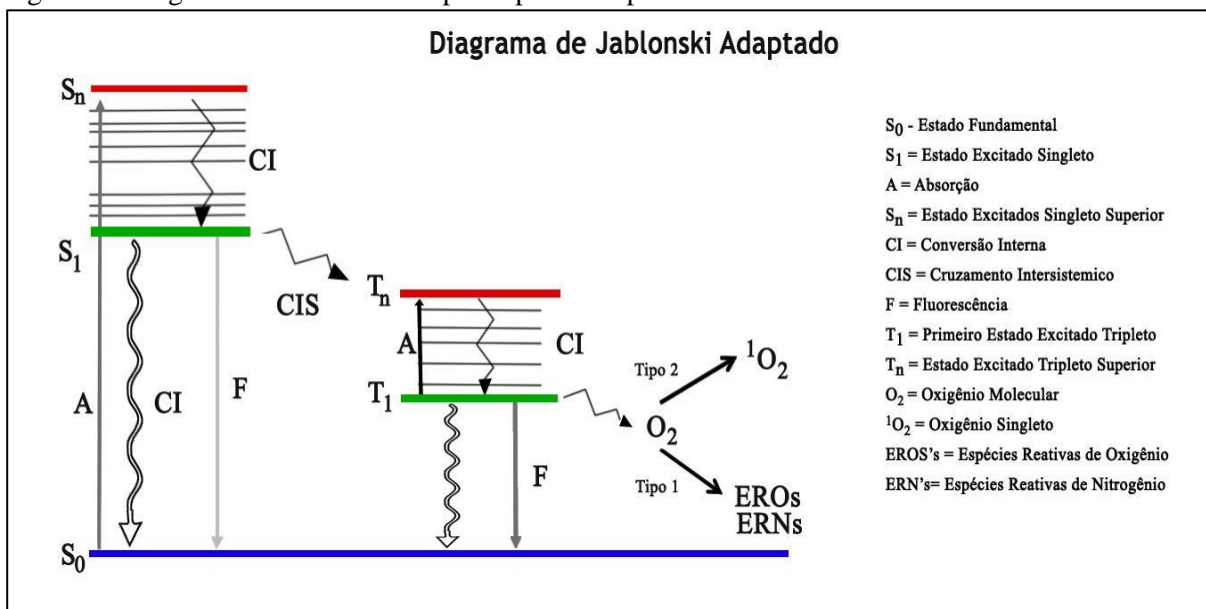 Diagrama de Jablonski Adaptado
Sn
CI
S1
CIS
A
CI
F
Tn
A
CI
T1
F
Tipo 2
1O2
O2
Tipo 1
EROs
ERNs
S0
S0 - Estado Fundamental
S1 = Estado Excitado Singleto
A = Absorção
Sn = Estado Excitados Singleto Superior
CI = Conversão Interna
CIS = Cruzamento Intersistemico
F = Fluorescência
T1 = Primeiro Estado Excitado Tripleto
Tn = Estado Excitado Tripleto Superior
O2 = Oxigênio Molecular
1O2 = Oxigênio Singleto
EROS's = Espécies Reativas de Oxigênio
ERN's= Espécies Reativas de Nitrogênio